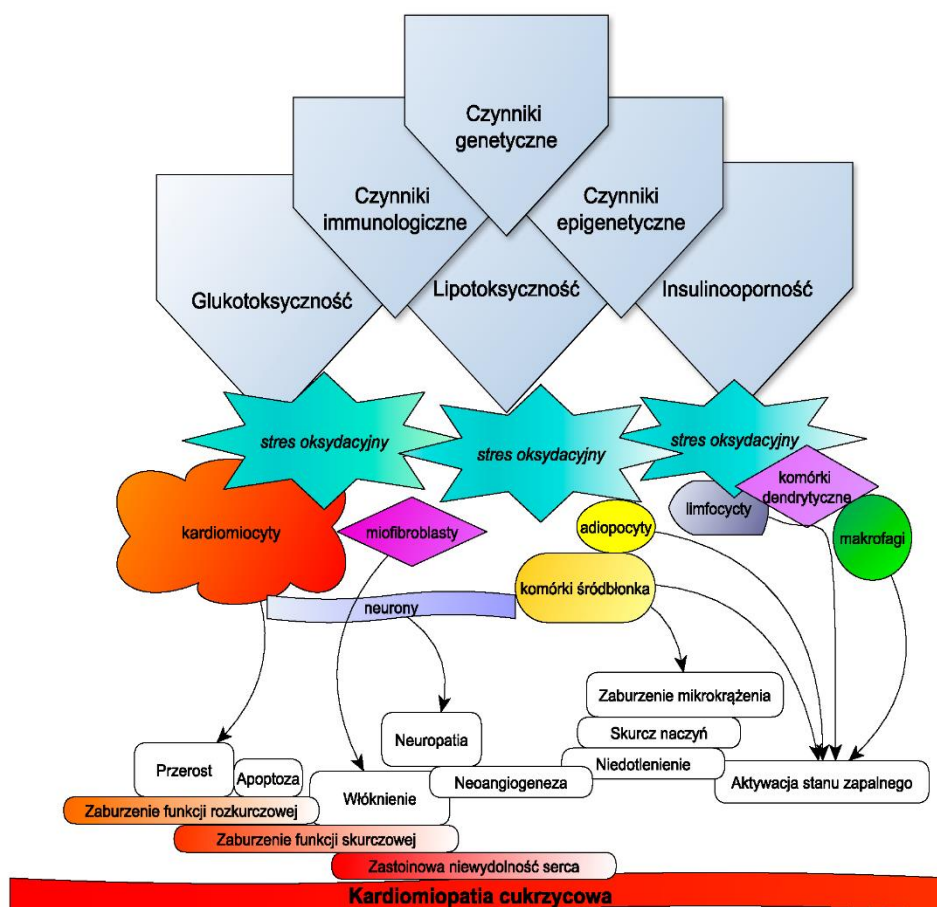 Czynniki
genetyczne
Czynniki
immunologiczne
Czynniki
epigenetyczne
Glukotoksyczność
Lipotoksyczność
Insulinooporność
stres oksydacyjny
stres oksydacyjny
stres oksydacyjny
kardiomiocyty
miofibroblasty
adiopocyty
limfocycty
komórki
dendrytyczne
makrofagi
komórki śródbłonka
neurony
Zaburzenie mikrokrążenia
Skurcz naczyń
Niedotlenienie
Neuropatia
Neoangiogeneza
Przerost
Apoptoza
Włóknienie
Aktywacja stanu zapalnego
Zaburzenie funkcji rozkurczowej
Zaburzenie funkcji skurczowej
Zastoinowa niewydolność serca
Kardiomiopatia cukrzycowa